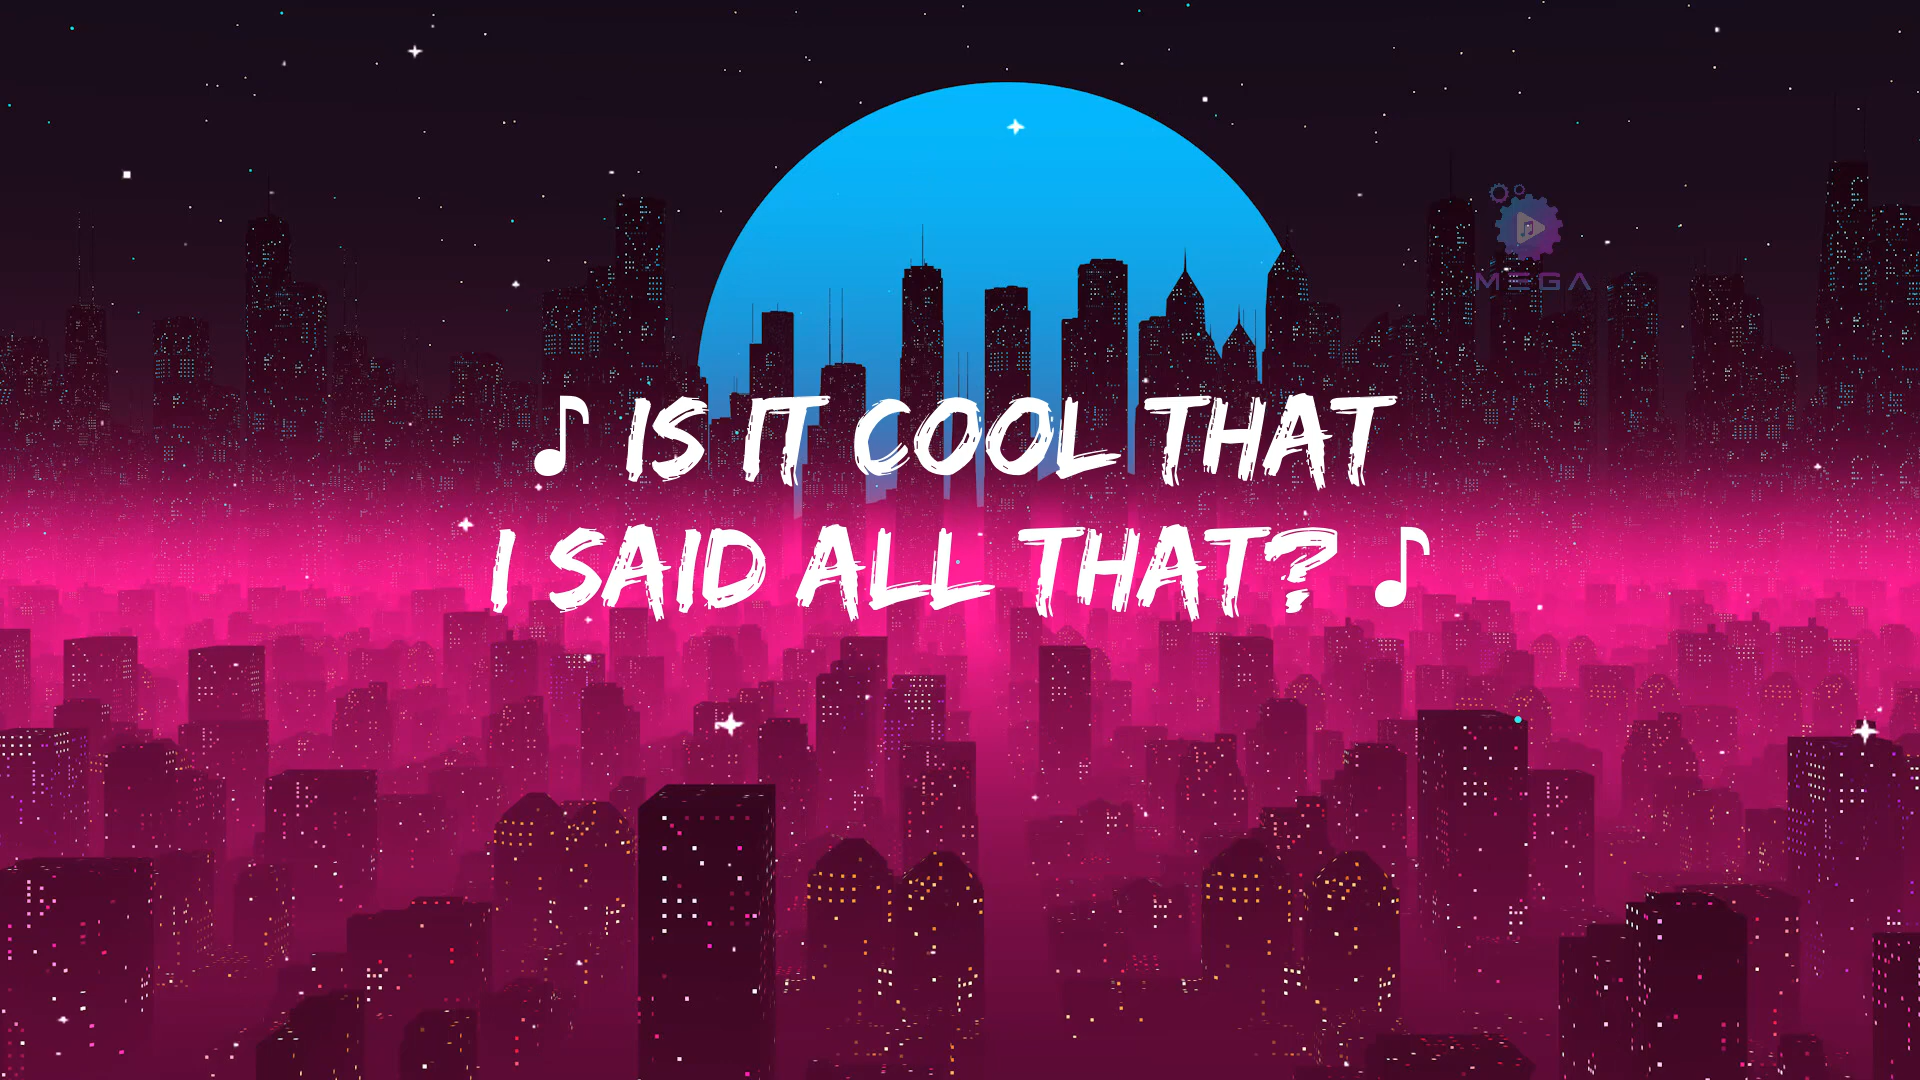 MEGA
♪ IS IT COOL THAT
I SAID ALL THAT? ♪